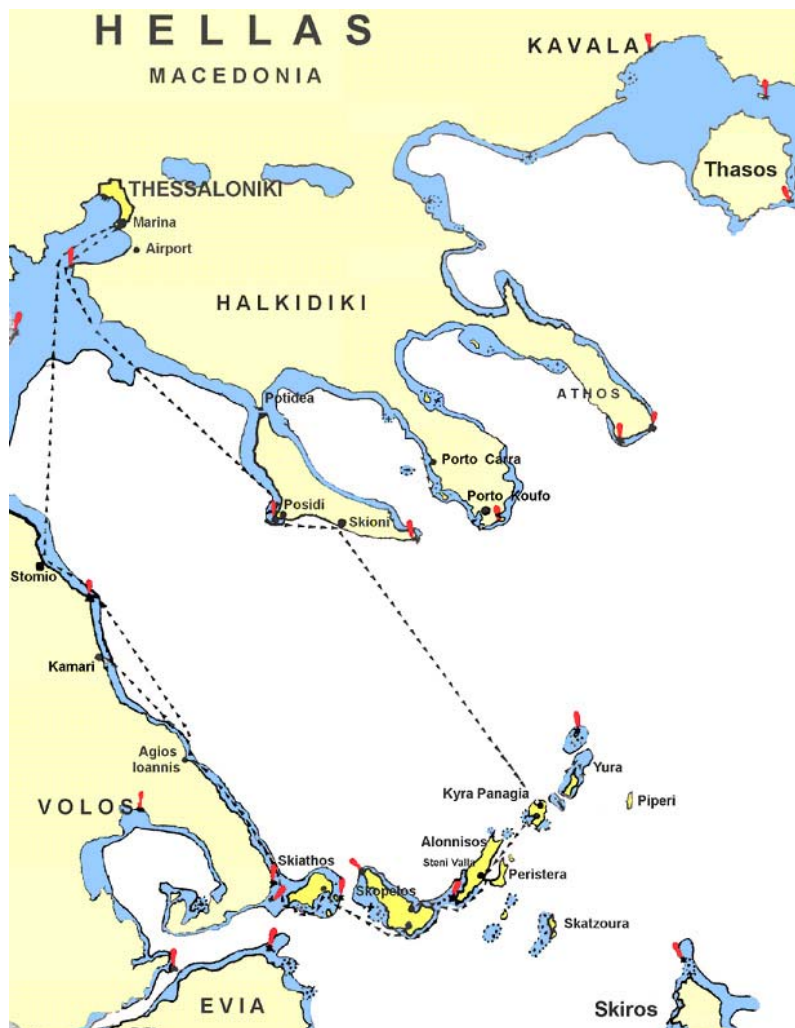 HELLAS
MACEDONIA
KAVALA
Thasos
THESSALONIKI
Marina
Airport
HALKIDIKI
ATHOS
Potidea
Porto Carra
Porto Koufo
Posidi
Skioni
Stomio
Kamari
Agios
Ioannis
VOLOS
Yura
Kyra Panagia
Piperi
Alonnisos
Steni Valla
Peristera
Skiathos
Skopelos
Skatzoura
EVIA
Skiros